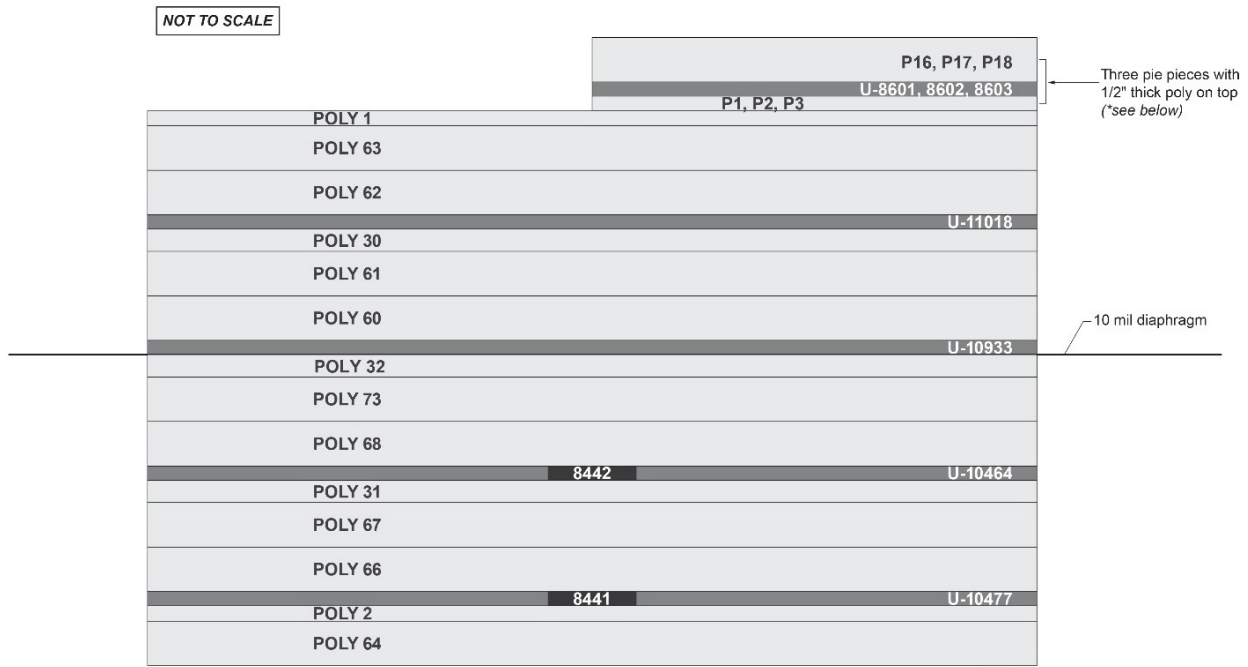 NOT TO SCALE
P16, P17, P18
U-8601, 8602, 8603
P1, P2, P3
Three pie pieces with
1/2" thick poly on top
(*see below)
POLY 1
POLY 63
POLY 62
U-11018
POLY 30
POLY 61
POLY 60
10 mil diaphragm
U-10933
POLY 32
POLY 73
POLY 68
8442 U-10464
POLY 31
POLY 67
POLY 66
8441 U-10477
POLY 2
POLY 64